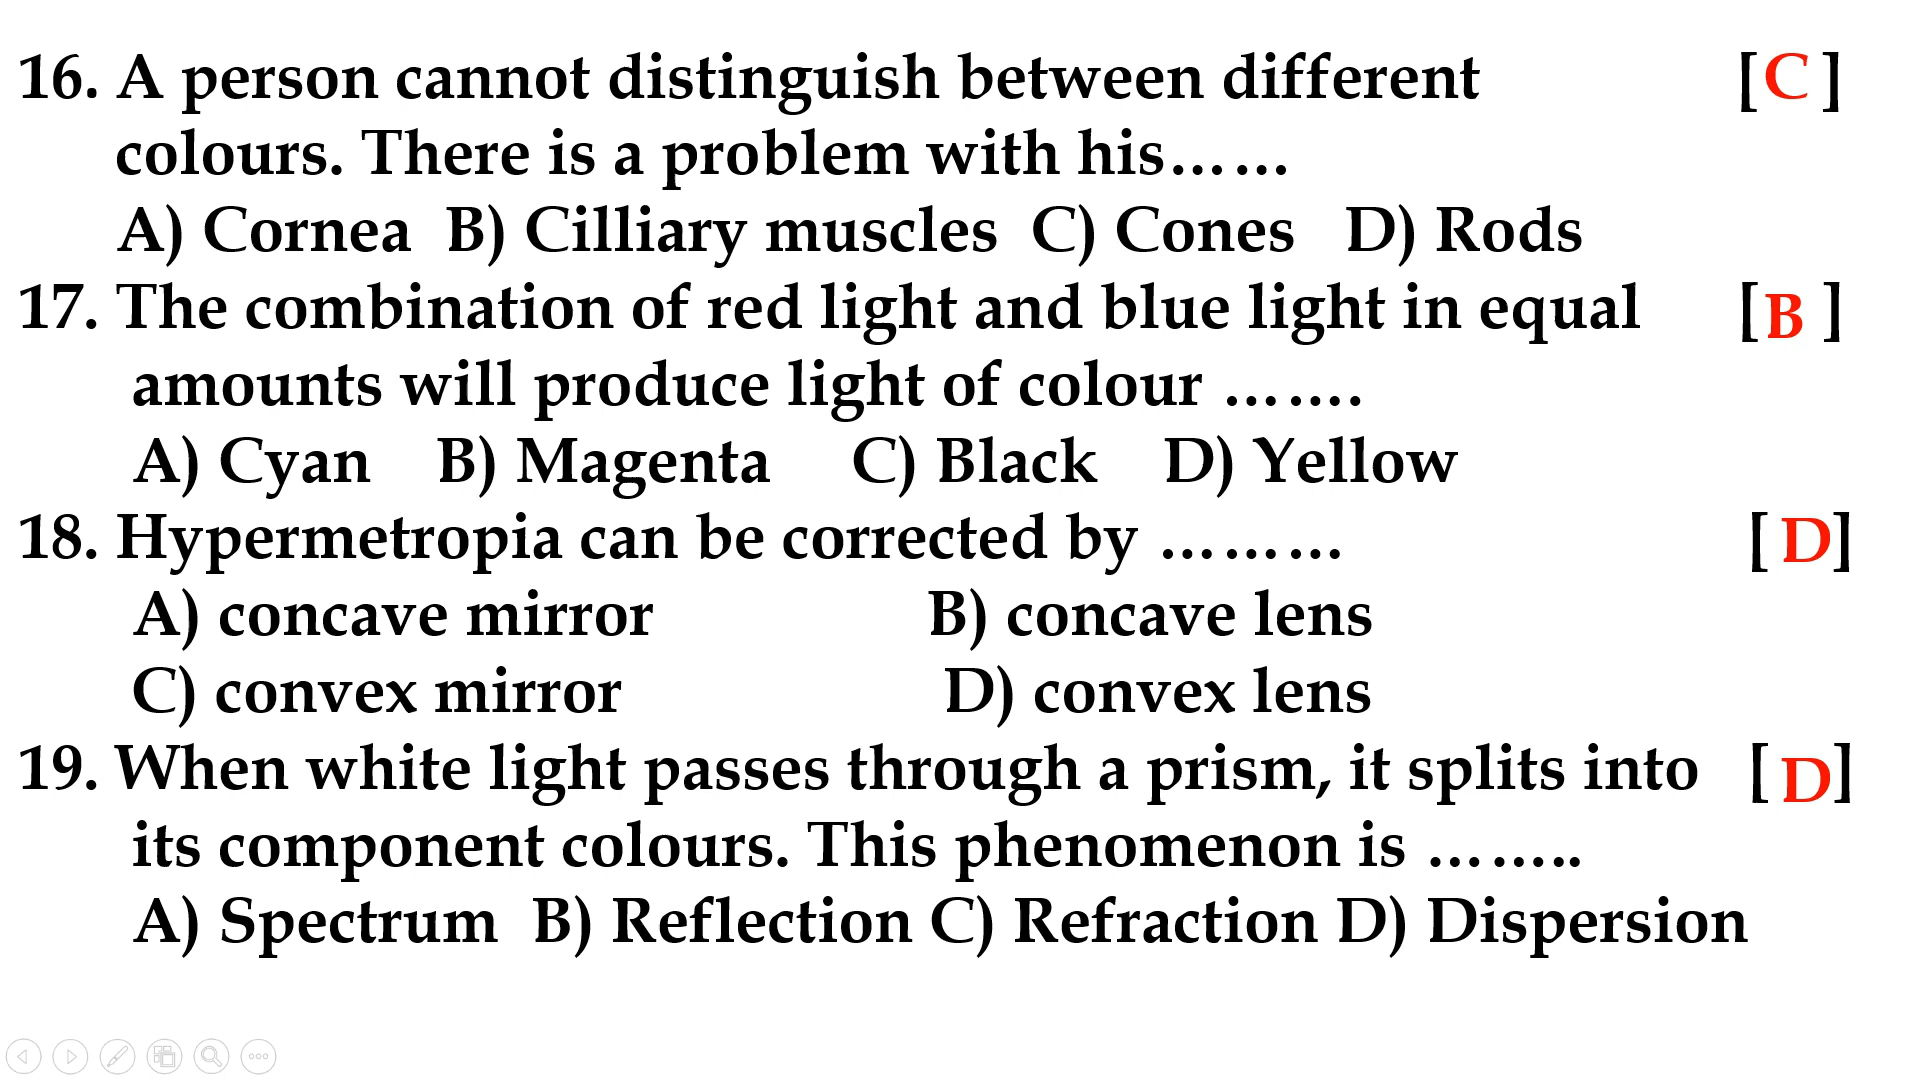 16. A person cannot distinguish between different [C]
colours. There is a problem with his……
A) Cornea B) Cilliary muscles C) Cones D) Rods
17. The combination of red light and blue light in equal [B]
amounts will produce light of colour …….
A) Cyan B) Magenta C) Black D) Yellow
18. Hypermetropia can be corrected by ……… [D]
A) concave mirror B) concave lens
C) convex mirror D) convex lens
19. When white light passes through a prism, it splits into [D]
its component colours. This phenomenon is ……..
A) Spectrum B) Reflection C) Refraction D) Dispersion